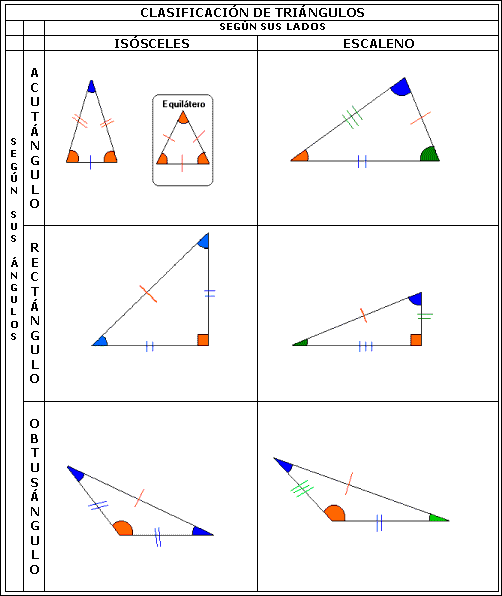 CLASIFICACIÓN DE TRIÁNGULOS
SEGÚN SUS LADOS
ISÓSCELES
ESCALENO
SEGÚN SUS ÁNGULOS
ACUTÁNGULO
Equilátero
RECTÁNGULO
OBTUSÁNGULO